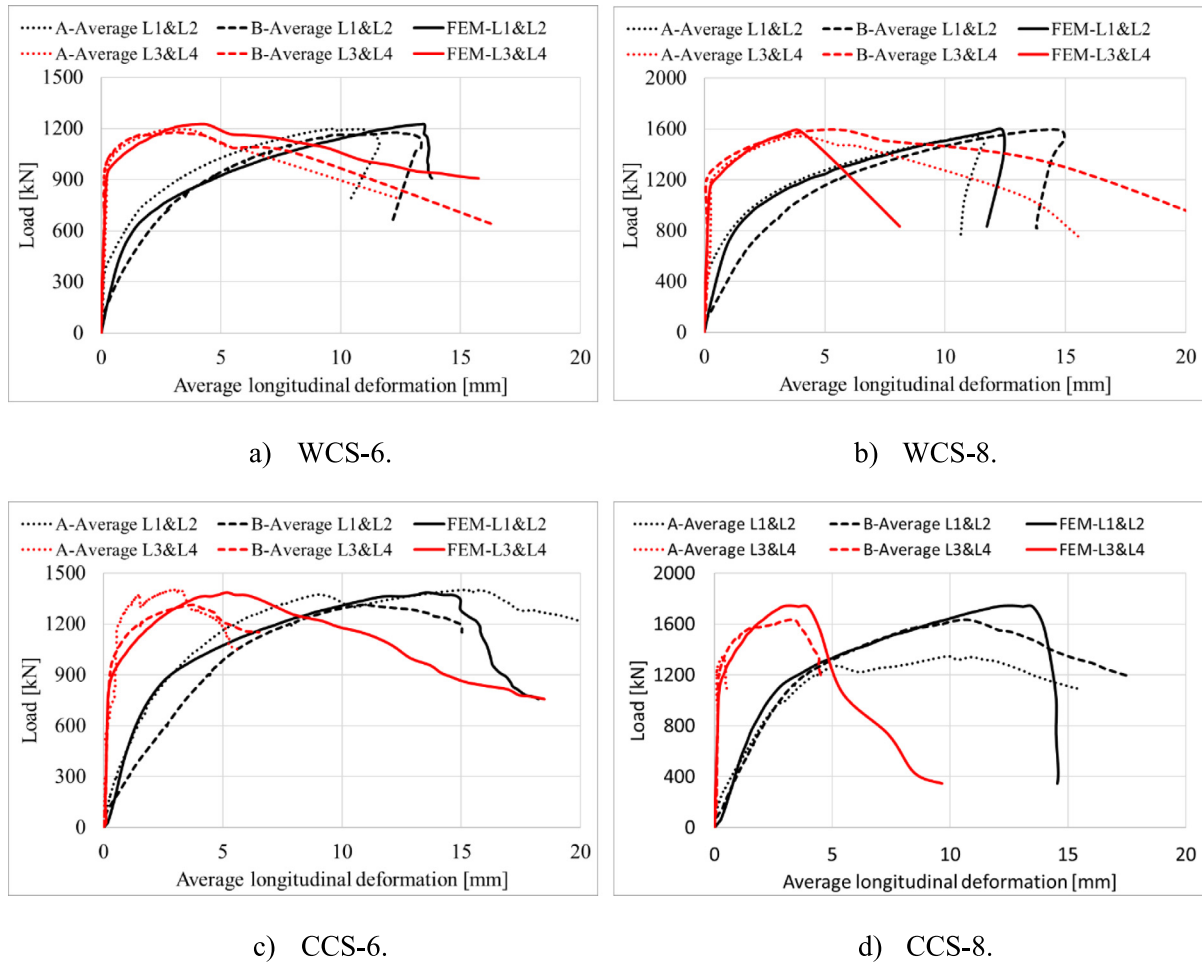 A-Average L1&L2 B-Average L1&L2 FEM-L1&L2
A-Average L3&L4 B-Average L3&L4 FEM-L3&L4
1500
1200
900
600
300
0
Load [kN]
0 5 10 15 20
Average longitudinal deformation [mm]
a) WCS-6.
A-Average L1&L2 B-Average L1&L2 FEM-L1&L2
A-Average L3&L4 B-Average L3&L4 FEM-L3&L4
2000
1600
1200
800
400
0
Load [kN]
0 5 10 15 20
Average longitudinal deformation [mm]
b) WCS-8.
A-Average L1&L2 B-Average L1&L2 FEM-L1&L2
A-Average L3&L4 B-Average L3&L4 FEM-L3&L4
1500
1200
900
600
300
0
Load [kN]
0 5 10 15 20
Average longitudinal deformation [mm]
c) CCS-6.
A-Average L1&L2 B-Average L1&L2 FEM-L1&L2
A-Average L3&L4 B-Average L3&L4 FEM-L3&L4
2000
1600
1200
800
400
0
Load [kN]
0 5 10 15 20
Average longitudinal deformation [mm]
d) CCS-8.